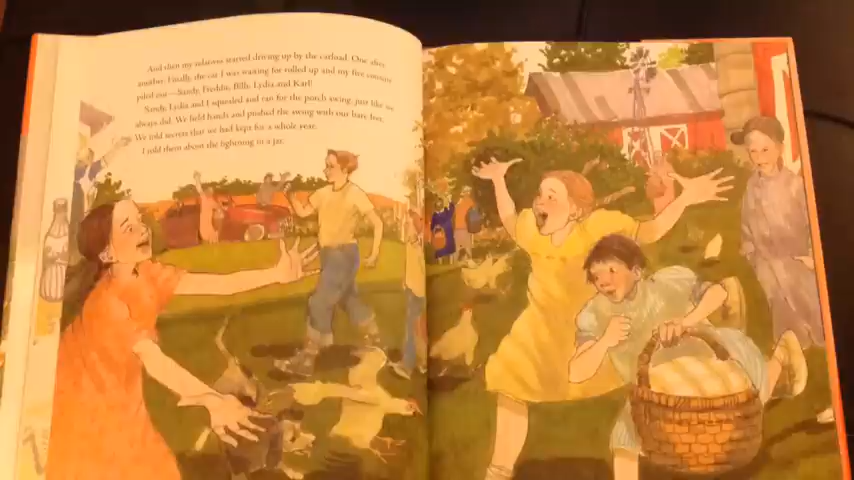 And then my relatives started driving up by the carload. One after
another. Finally, the car I was waiting for rolled up and my five cousins
piled out—Sandy, Freddie, Billy, Lydia and Karl!
Sandy, Lydia and I squealed and ran for the porch swing, just like we
always did. We held hands and pushed the swing with our bare feet.
We told secrets that we had kept for a whole year.
I told them about the lightning in a jar.